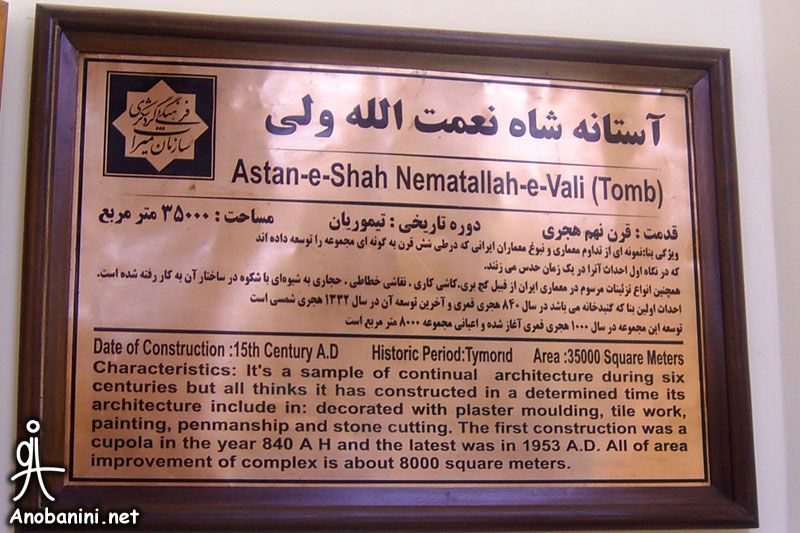 سازمان میراث فرهنگی و گردشگری
آستانه شاه نعمت الله ولی
Astan-e-Shah Nematallah-e-Vali (Tomb)
قدمت : قرن نهم هجری دوره تاریخی : تیموریان مساحت : ۳۵۰۰۰ متر مربع
ویژگی بنا:نمونه ای از تداوم معماری و نبوغ معماران ایرانی که درطی شش قرن به گونه ای مجموعه را توسعه داده اند
که در نگاه اول احداث آنرا در یک زمان حدس می زنند.
همچنین انواع تزئینات مرسوم در معماری ایران از قبیل گچ بری،کاشی کاری ، نقاشی خطاطی ، حجاری به شیوه‌ای با شکوه در ساختار آن به کار رفته شده است.
احداث اولین بنا که گنبدخانه می باشد در سال ۸۴۰ هجری قمری و آخرین توسعه آن در سال ۱۳۳۲ هجری شمسی است
توسعه این مجموعه در سال ۱۰۰۰ هجری قمری آغاز شده و اعیانی مجموعه ۸۰۰۰ متر مربع است
Date of Construction :15th Century A.D Historic Period:Tymorid Area :35000 Square Meters
Characteristics: It's a sample of continual architecture during six
centuries but all thinks it has constructed in a determined time its
architecture include in: decorated with plaster moulding, tile work,
painting, penmanship and stone cutting. The first construction was a
cupola in the year 840 A H and the latest was in 1953 A.D. All of area
improvement of complex is about 8000 square meters.
Anobanini.net